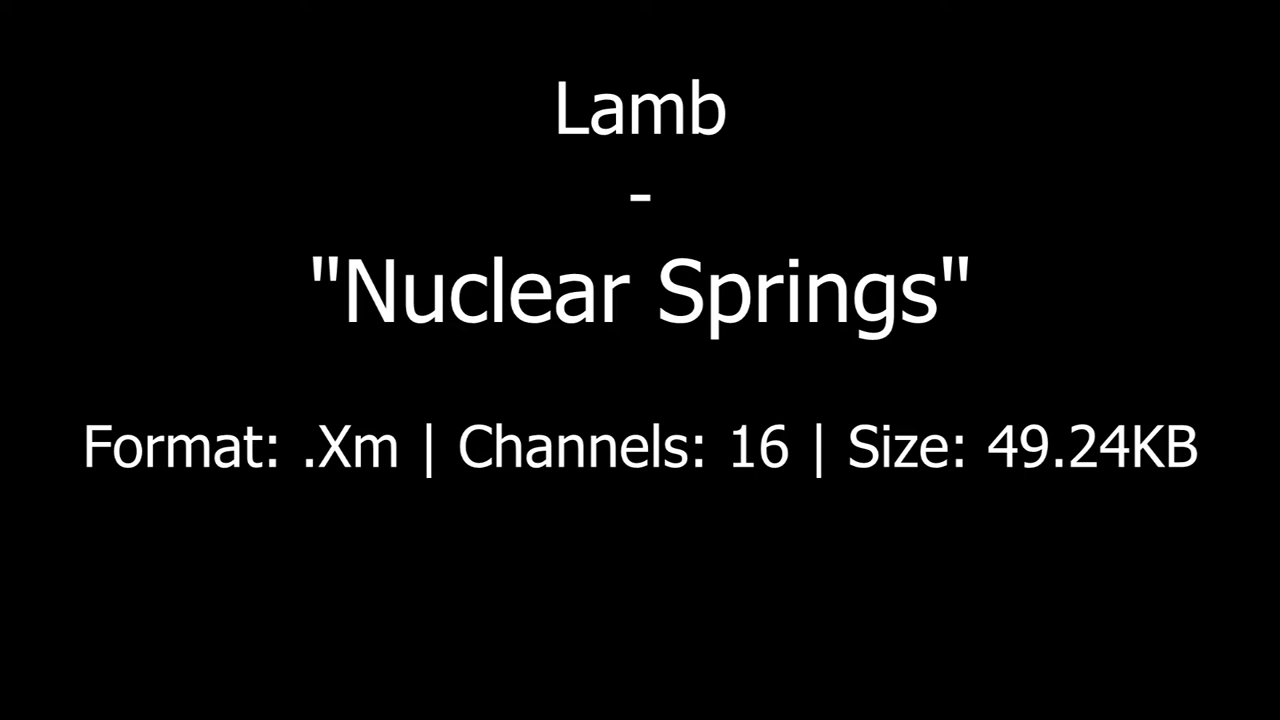 Lamb
-
"Nuclear Springs"
Format: .Xm | Channels: 16 | Size: 49.24KB